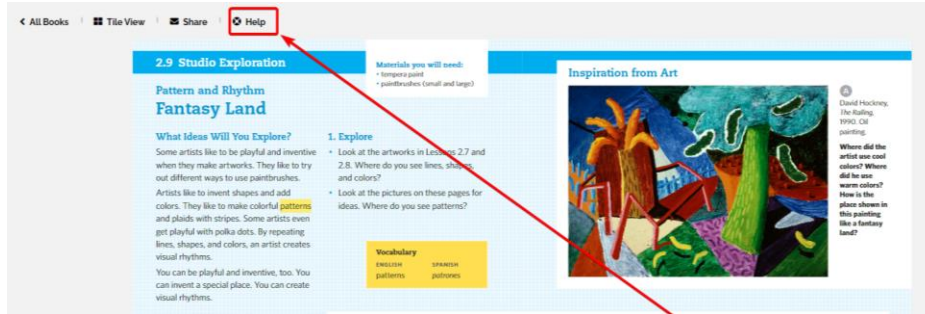 All Books
Tile View
Share
Help
2.9 Studio Exploration
Pattern and Rhythm
Fantasy Land
What Ideas Will You Explore?
Some artists like to be playful and inventive
when they make artworks. They like to try
out different ways to use paintbrushes.
Artists like to invent shapes and add
colors. They like to make colorful patterns
and plaids with stripes. Some artists even
get playful with polka dots. By repeating
lines, shapes, and colors, an artist creates
visual rhythms.
You can be playful and inventive, too. You
can invent a special place. You can create
visual rhythms.
Materials you will need:
• tempera paint
• paintbrushes (small and large)
1. Explore
• Look at the artworks in Lessons 2.7 and
2.8. Where do you see lines, shapes,
and colors?
• Look at the pictures on these pages for
ideas. Where do you see patterns?
Vocabulary
ENGLISH SPANISH
patterns patrones
Inspiration from Art
A
David Hockney,
The Railing,
1990. Oil
painting.
Where did the
artist use cool
colors? Where
did he use
warm colors?
How is the
place shown in
this painting
like a fantasy
land?